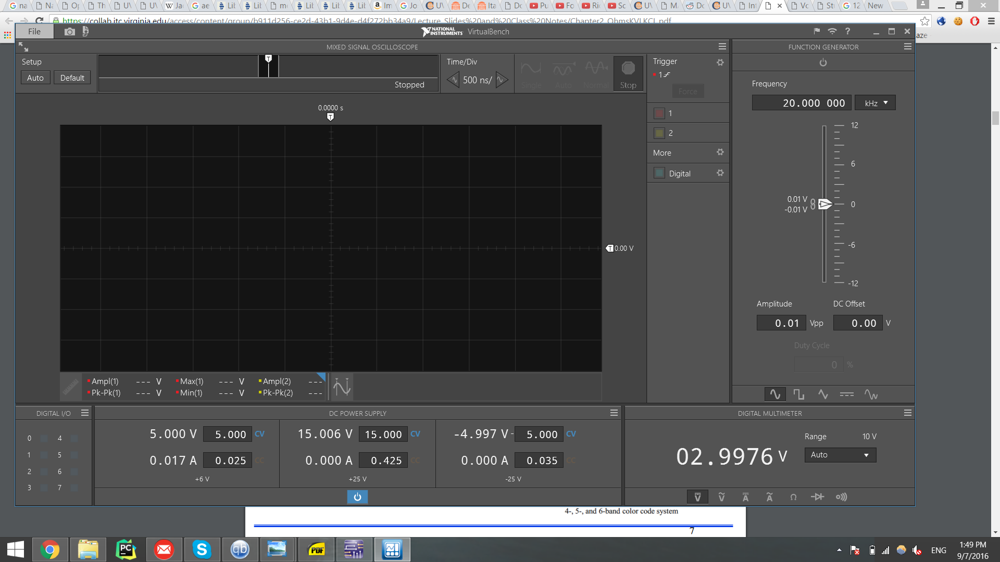 https://collab.itc.virginia.edu/access/content/group/b911d256-ce2d-43b1-9d4e-d4f272bb34a9/Lecture_Slides%20and%20Class%20Notes/Chapter2_OhmsKVLKCL.pdf
File
NATIONAL INSTRUMENTS VirtualBench
MIXED SIGNAL OSCILLOSCOPE
FUNCTION GENERATOR
Setup
Auto Default
T
Stopped
Time/Div
500 ns/
Single Auto Normal Stop
Trigger
1
Force
1
2
More
Digital
0.0000 s
T
T 0.00 V
Frequency
20.000 000 kHz
12
6
0.01 V
-0.01 V
0
-6
-12
Amplitude DC Offset
0.01 Vpp 0.00 V
Duty Cycle
0 %
Ampl(1) --- V Max(1) --- V Ampl(2) ---
Pk-Pk(1) --- V Min(1) --- V Pk-Pk(2) ---
DIGITAL I/O
0 4
1 5
2 6
3 7
DC POWER SUPPLY
5.000 V 5.000 CV 15.006 V 15.000 CV -4.997 V - 5.000 CV
0.017 A 0.025 CC 0.000 A 0.425 CC 0.000 A 0.035 CC
+6 V +25 V -25 V
DIGITAL MULTIMETER
Range 10 V
02.9976 V
Auto
V V A A Ω
4-, 5-, and 6-band color code system
7
PC
S
qb
PDF
ENG
1:49 PM
9/7/2016